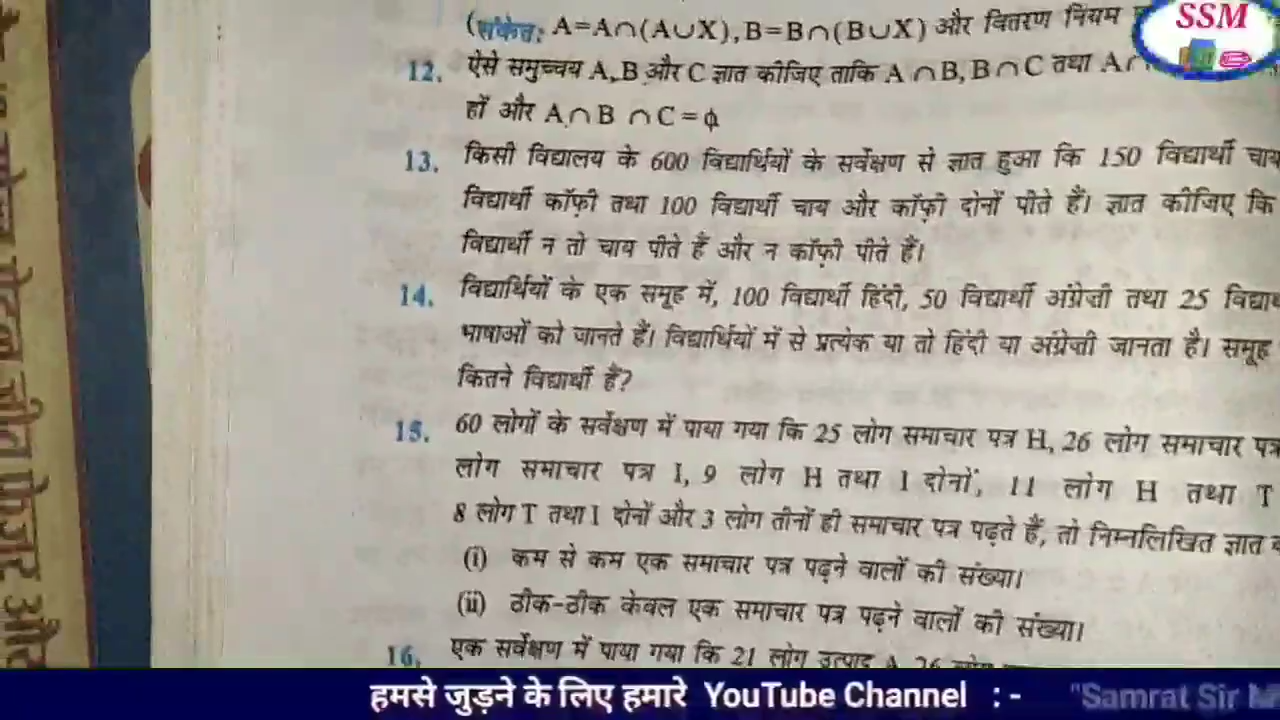 SSM
(संकेत: A=A∩(A∪X), B=B∩(B∪X) और वितरण नियम
12. ऐसे समुच्चय A, B और C ज्ञात कीजिए ताकि A ∩B, B∩C तथा A∩
हों और A∩B ∩C=ϕ
13. किसी विद्यालय के 600 विद्यार्थियों के सर्वेक्षण से ज्ञात हुआ कि 150 विद्यार्थी चाय
विद्यार्थी कॉफ़ी तथा 100 विद्यार्थी चाय और कॉफ़ी दोनों पीते हैं। ज्ञात कीजिए कि
विद्यार्थी न तो चाय पीते हैं और न कॉफ़ी पीते हैं।
14. विद्यार्थियों के एक समूह में, 100 विद्यार्थी हिंदी, 50 विद्यार्थी अंग्रेज़ी तथा 25
भाषाओं को जानते हैं। विद्यार्थियों में से प्रत्येक या तो हिंदी या अंग्रेज़ी जानता है। समूह
कितने विद्यार्थी हैं?
15. 60 लोगों के सर्वेक्षण में पाया गया कि 25 लोग समाचार पत्र H, 26 लोग समाचार पत्र
लोग समाचार पत्र I, 9 लोग H तथा I दोनों, 11 लोग H तथा T
8 लोग T तथा I दोनों और 3 लोग तीनों ही समाचार पत्र पढ़ते हैं, तो निम्नलिखित ज्ञात
(i) कम से कम एक समाचार पत्र पढ़ने वालों की संख्या।
(ii) ठीक-ठीक केवल एक समाचार पत्र पढ़ने वालों की संख्या।
16. एक सर्वेक्षण में पाया गया कि 21 लोग उत्पाद A, 26 लोग
हमसे जुड़ने के लिए हमारे YouTube Channel : - "Samrat Sir